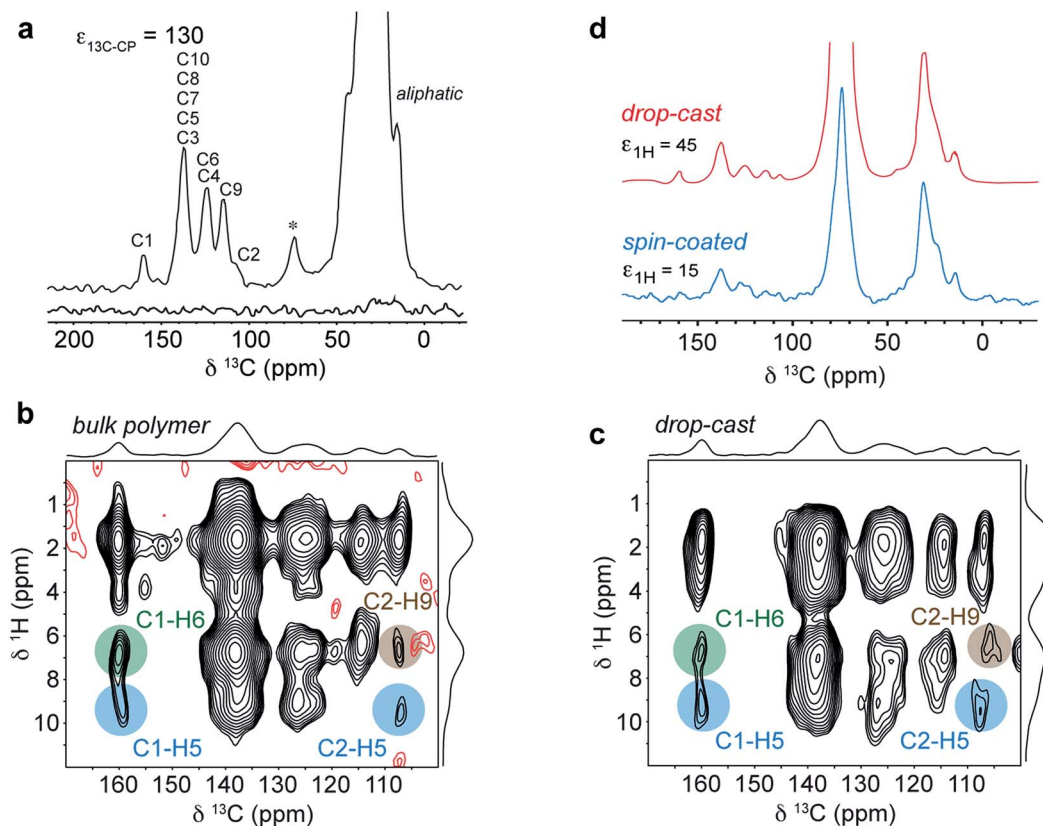 a
ε13C-CP = 130
C10
C8
C7
C5
C3
C6
C4
C9
C1
C2
*
aliphatic
200 150 100 50 0
δ 13C (ppm)
d
drop-cast
ε1H = 45
spin-coated
ε1H = 15
150 100 50 0
δ 13C (ppm)
b
bulk polymer
1
2
4
6
8
10
δ 1H (ppm)
C1-H6
C2-H9
C1-H5
C2-H5
160 150 140 130 120 110
δ 13C (ppm)
c
drop-cast
1
2
4
6
8
10
δ 1H (ppm)
C1-H6
C2-H9
C1-H5
C2-H5
160 150 140 130 120 110
δ 13C (ppm)